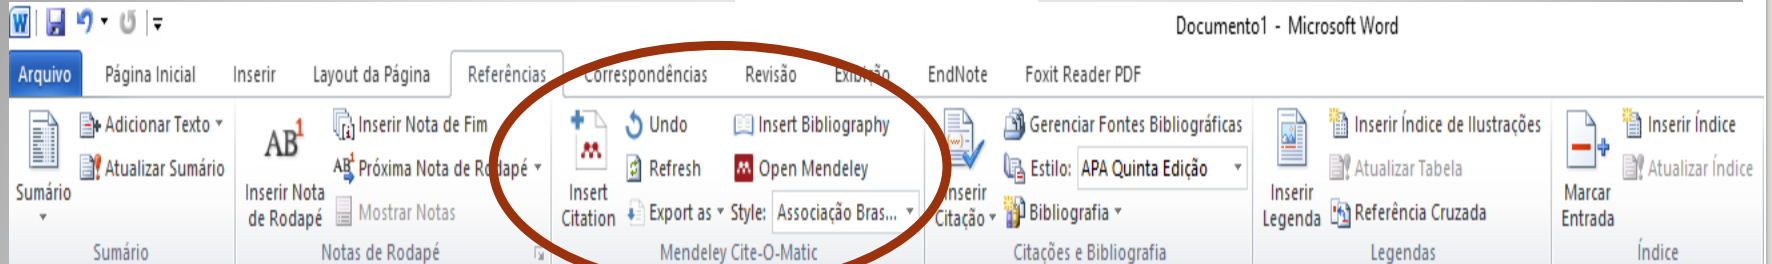 Documento1 - Microsoft Word
Arquivo Página Inicial Inserir Layout da Página Referências Correspondências Revisão Exibição EndNote Foxit Reader PDF
Sumário
Adicionar Texto
Atualizar Sumário
Sumário
AB1
Inserir Nota
de Rodapé
Inserir Nota de Fim
Próxima Nota de Rodapé
Mostrar Notas
Notas de Rodapé
Insert
Citation
Undo
Refresh
Export as
Insert Bibliography
Open Mendeley
Style: Associação Bras...
Mendeley Cite-O-Matic
Inserir
Citação
Gerenciar Fontes Bibliográficas
Estilo: APA Quinta Edição
Bibliografia
Citações e Bibliografia
Inserir
Legenda
Inserir Índice de Ilustrações
Atualizar Tabela
Referência Cruzada
Legendas
Marcar
Entrada
Inserir Índice
Atualizar Índice
Índice